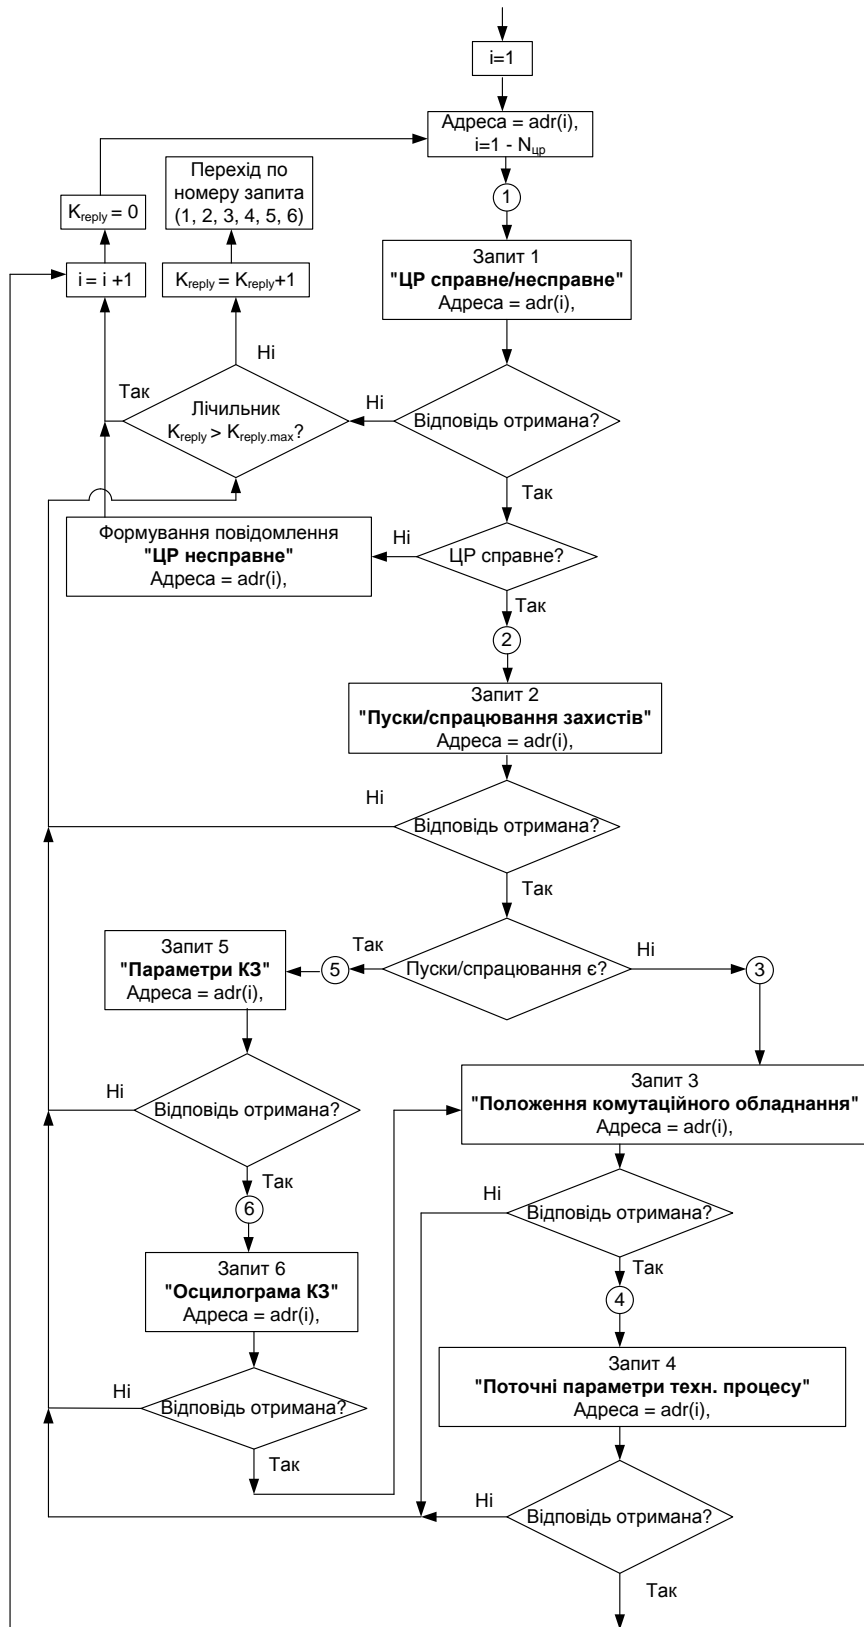 i=1
Адреса = adr(i),
i=1 - Nцр
1
Перехід по
номеру запита
(1, 2, 3, 4, 5, 6)
Kreply = 0
Запит 1
"ЦР справне/несправне"
Адреса = adr(i),
i = i +1
Kreply = Kreply+1
Ні
Так
Лічильник
Kreply > Kreply.max?
Ні
Відповідь отримана?
Так
Формування повідомлення
"ЦР несправне"
Адреса = adr(i),
Ні
ЦР справне?
Так
2
Запит 2
"Пуски/спрацювання захистів"
Адреса = adr(i),
Ні
Відповідь отримана?
Так
Запит 5
"Параметри КЗ"
Адреса = adr(i),
5
Так
Пуски/спрацювання є?
Ні
3
Ні
Відповідь отримана?
Так
6
Запит 3
"Положення комутаційного обладнання"
Адреса = adr(i),
Ні
Відповідь отримана?
Так
4
Запит 6
"Осцилограма КЗ"
Адреса = adr(i),
Ні
Відповідь отримана?
Так
Запит 4
"Поточні параметри техн. процесу"
Адреса = adr(i),
Ні
Відповідь отримана?
Так